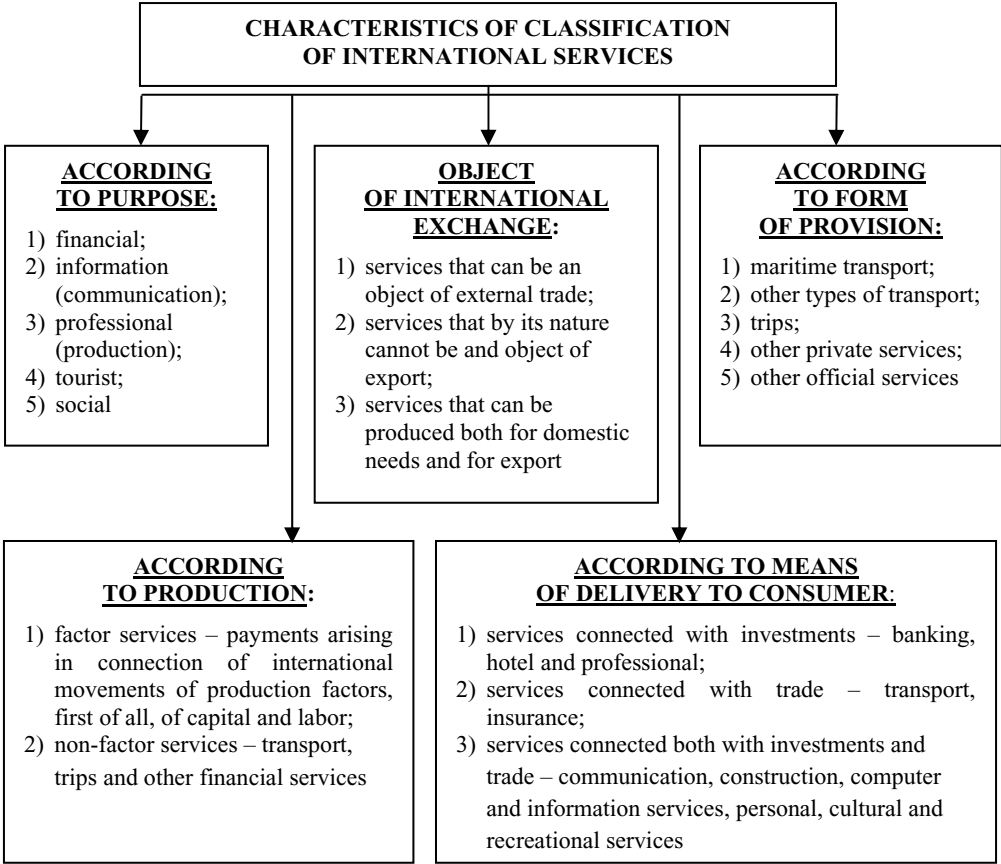 CHARACTERISTICS OF CLASSIFICATION
OF INTERNATIONAL SERVICES
ACCORDING
TO PURPOSE:
1) financial;
2) information
(communication);
3) professional
(production);
4) tourist;
5) social
OBJECT
OF INTERNATIONAL
EXCHANGE:
1) services that can be an
object of external trade;
2) services that by its nature
cannot be and object of
export;
3) services that can be
produced both for domestic
needs and for export
ACCORDING
TO FORM
OF PROVISION:
1) maritime transport;
2) other types of transport;
3) trips;
4) other private services;
5) other official services
ACCORDING
TO PRODUCTION:
1) factor services – payments arising
in connection of international
movements of production factors,
first of all, of capital and labor;
2) non-factor services – transport,
trips and other financial services
ACCORDING TO MEANS
OF DELIVERY TO CONSUMER:
1) services connected with investments – banking,
hotel and professional;
2) services connected with trade – transport,
insurance;
3) services connected both with investments and
trade – communication, construction, computer
and information services, personal, cultural and
recreational services